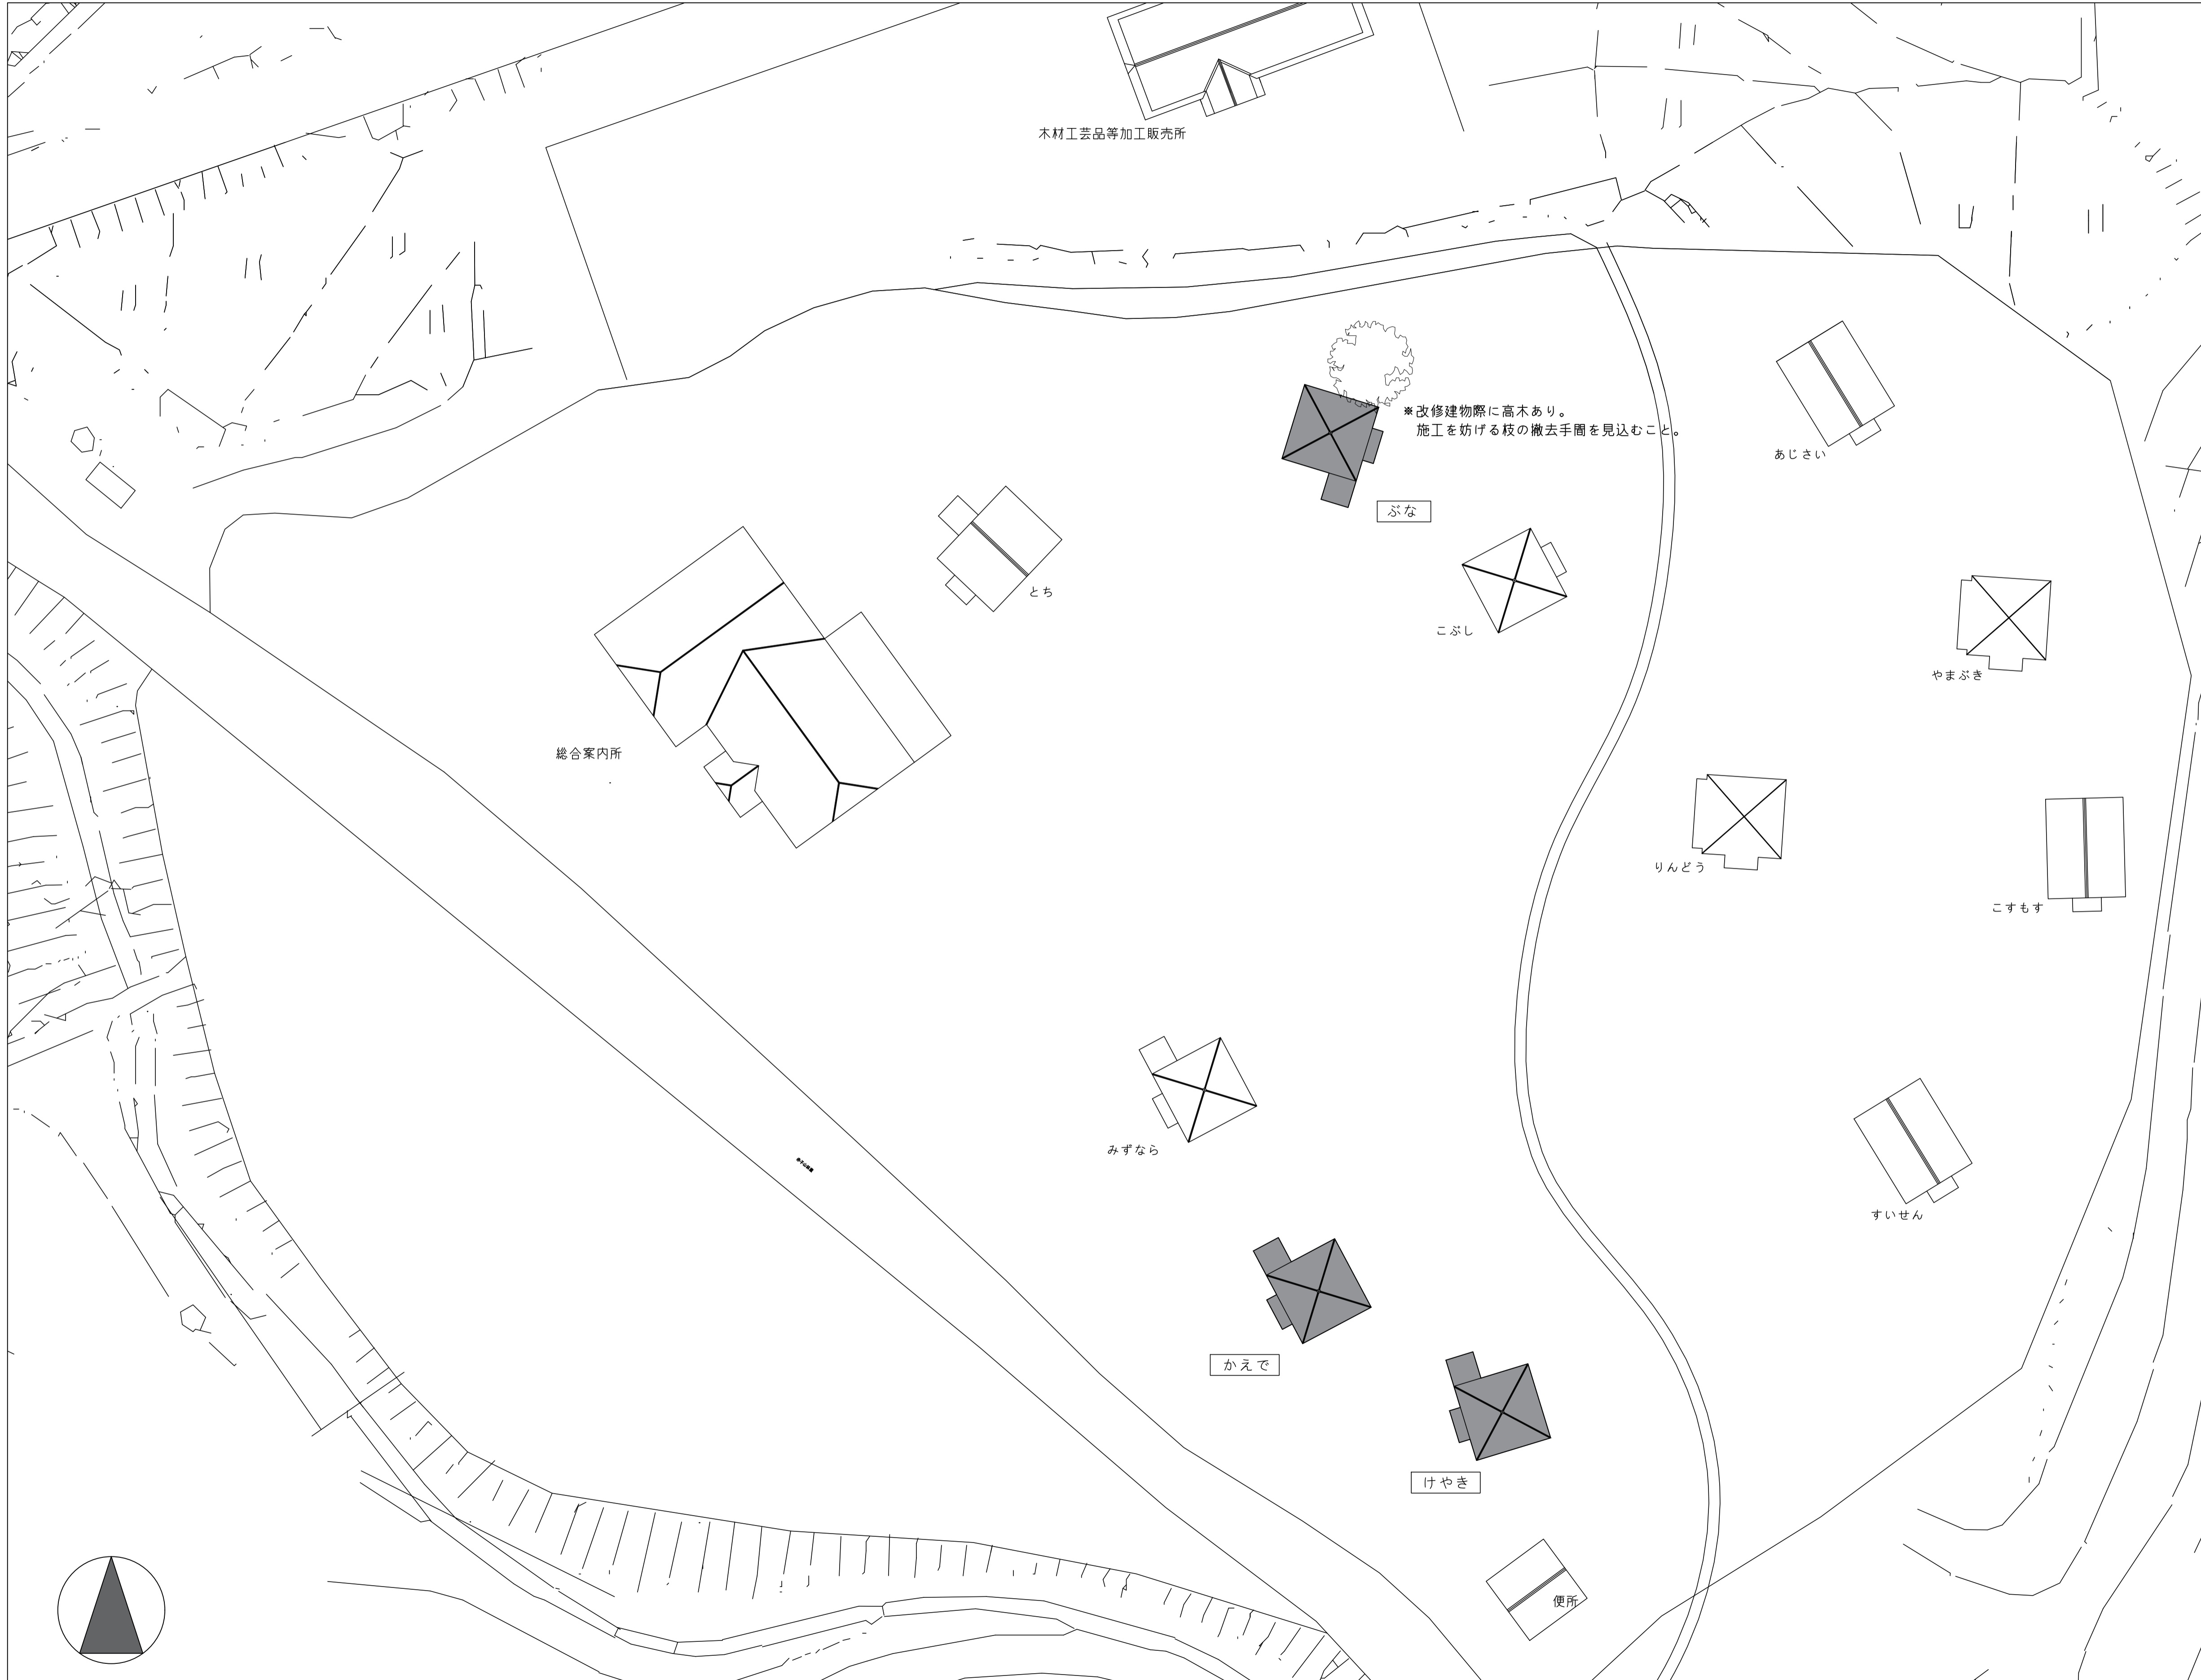 木材工芸品等加工販売所
※改修建物際に高木あり。
施工を妨げる枝の撤去手間を見込むこと。
あじさい
ぶな
とち
こぶし
やまぶき
総合案内所
りんどう
こすもす
みずなら
すいせん
かえで
けやき
便所